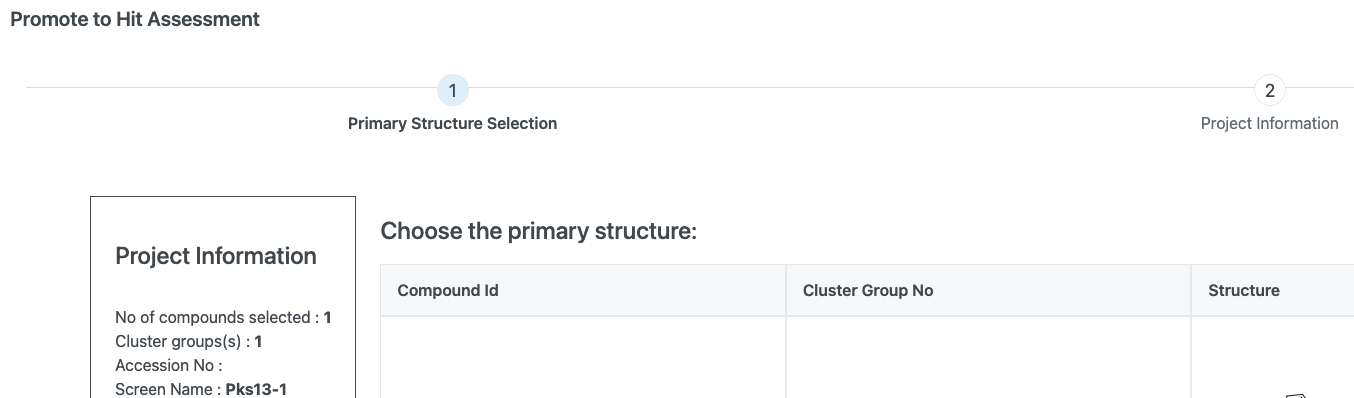 Promote to Hit Assessment
1
2
Primary Structure Selection
Project Information
Project Information
No of compounds selected : 1
Cluster groups(s) : 1
Accession No :
Screen Name : Pks13-1
Choose the primary structure:
Compound Id
Cluster Group No
Structure